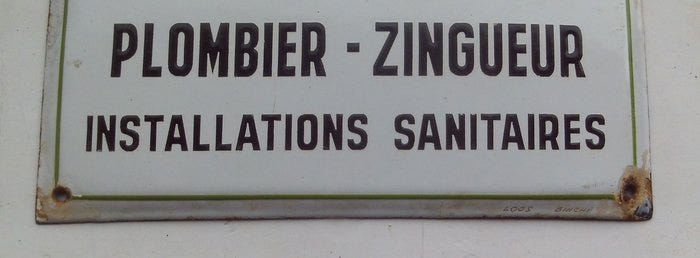 PLOMBIER - ZINGUEUR
INSTALLATIONS SANITAIRES